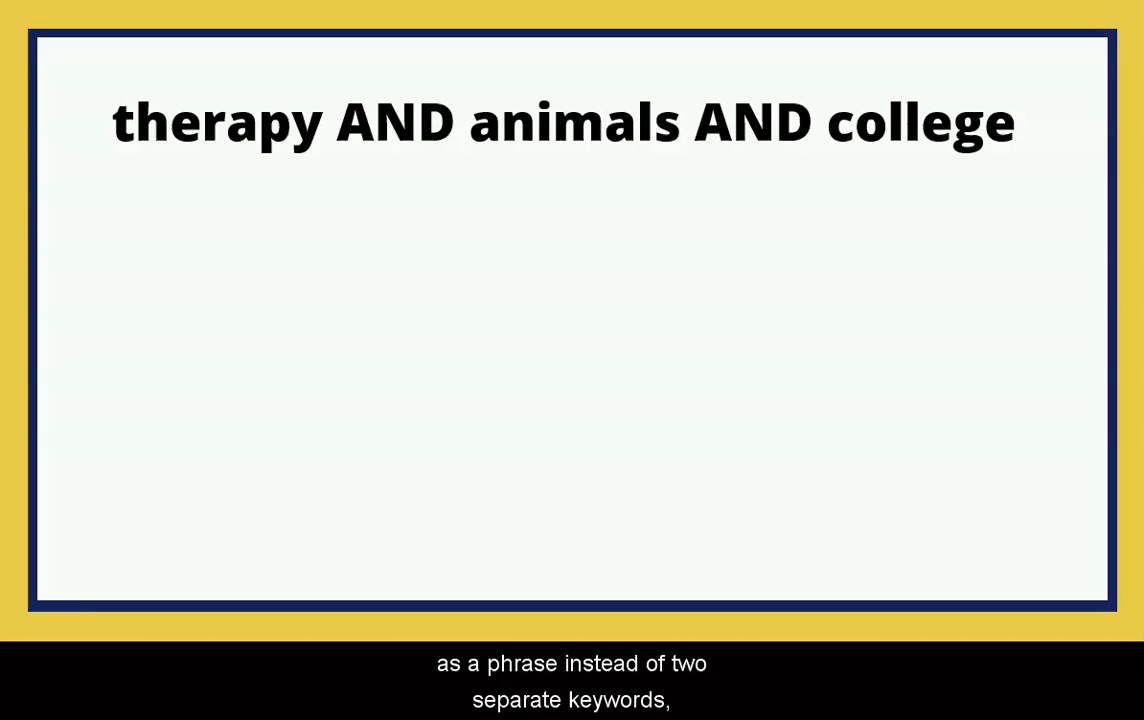 therapy AND animals AND college
as a phrase instead of two
separate keywords,